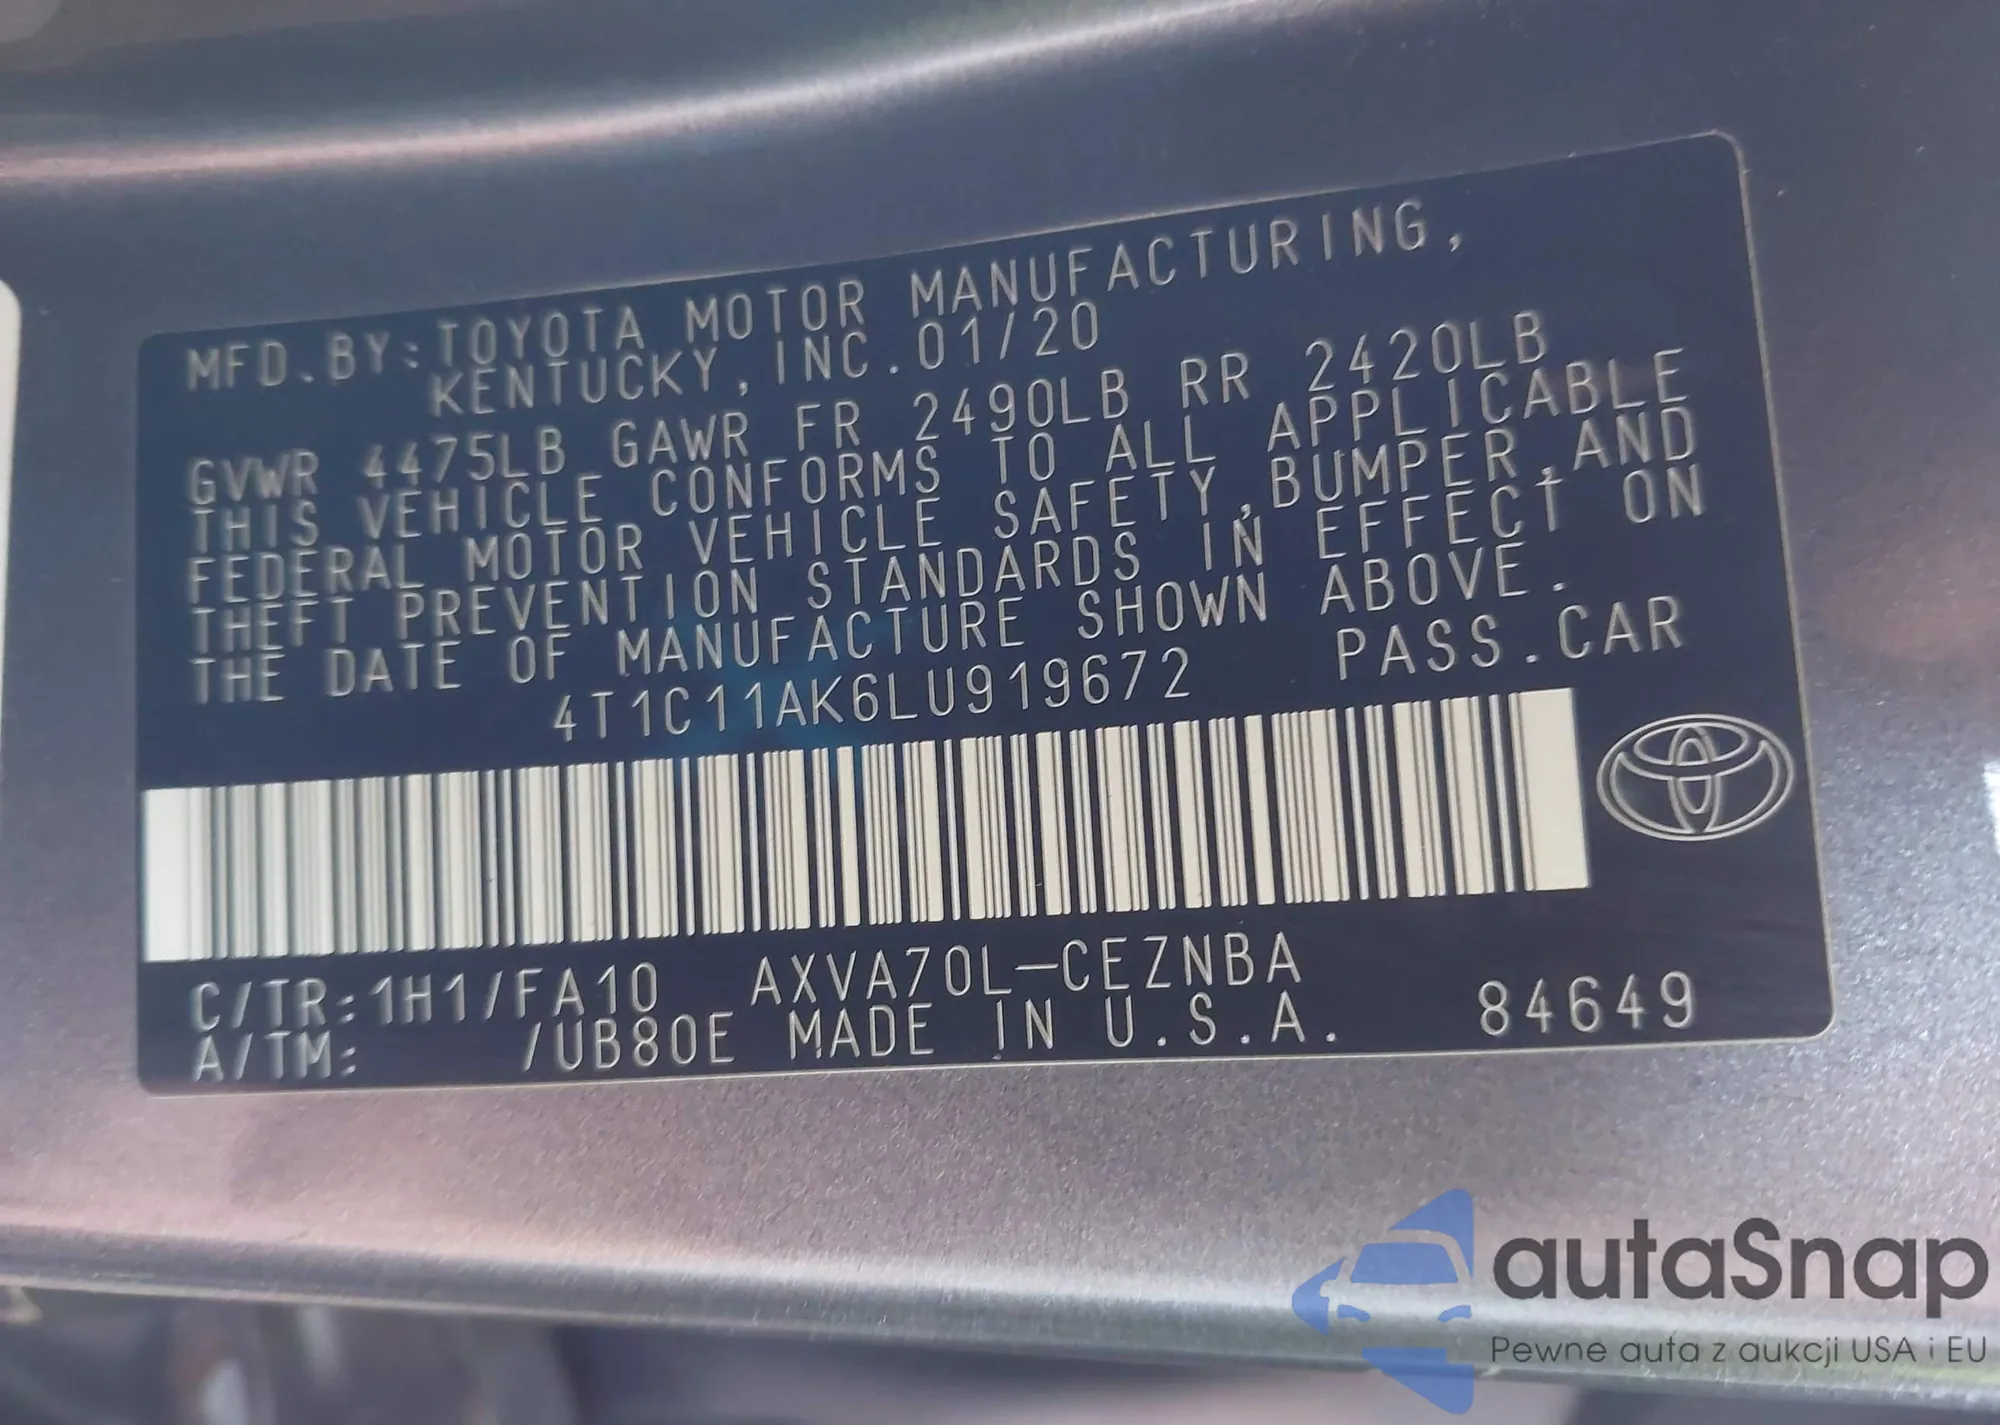 MFD.BY:TOYOTA MOTOR MANUFACTURING,
KENTUCKY,INC.01/20
GVWR 4475LB GAWR FR 2490LB RR 2420LB
THIS VEHICLE CONFORMS TO ALL APPLICABLE
FEDERAL MOTOR VEHICLE SAFETY,BUMPER,AND
THEFT PREVENTION STANDARDS IN EFFECT ON
THE DATE OF MANUFACTURE SHOWN ABOVE.
4T1C11AK6LU919672 PASS.CAR
C/TR:1H1/FA10 AXVA70L-CEZNBA
A/TM: /UB80E MADE IN U.S.A. 84649
autaSnap
Pewne auta z aukcji USA i EU